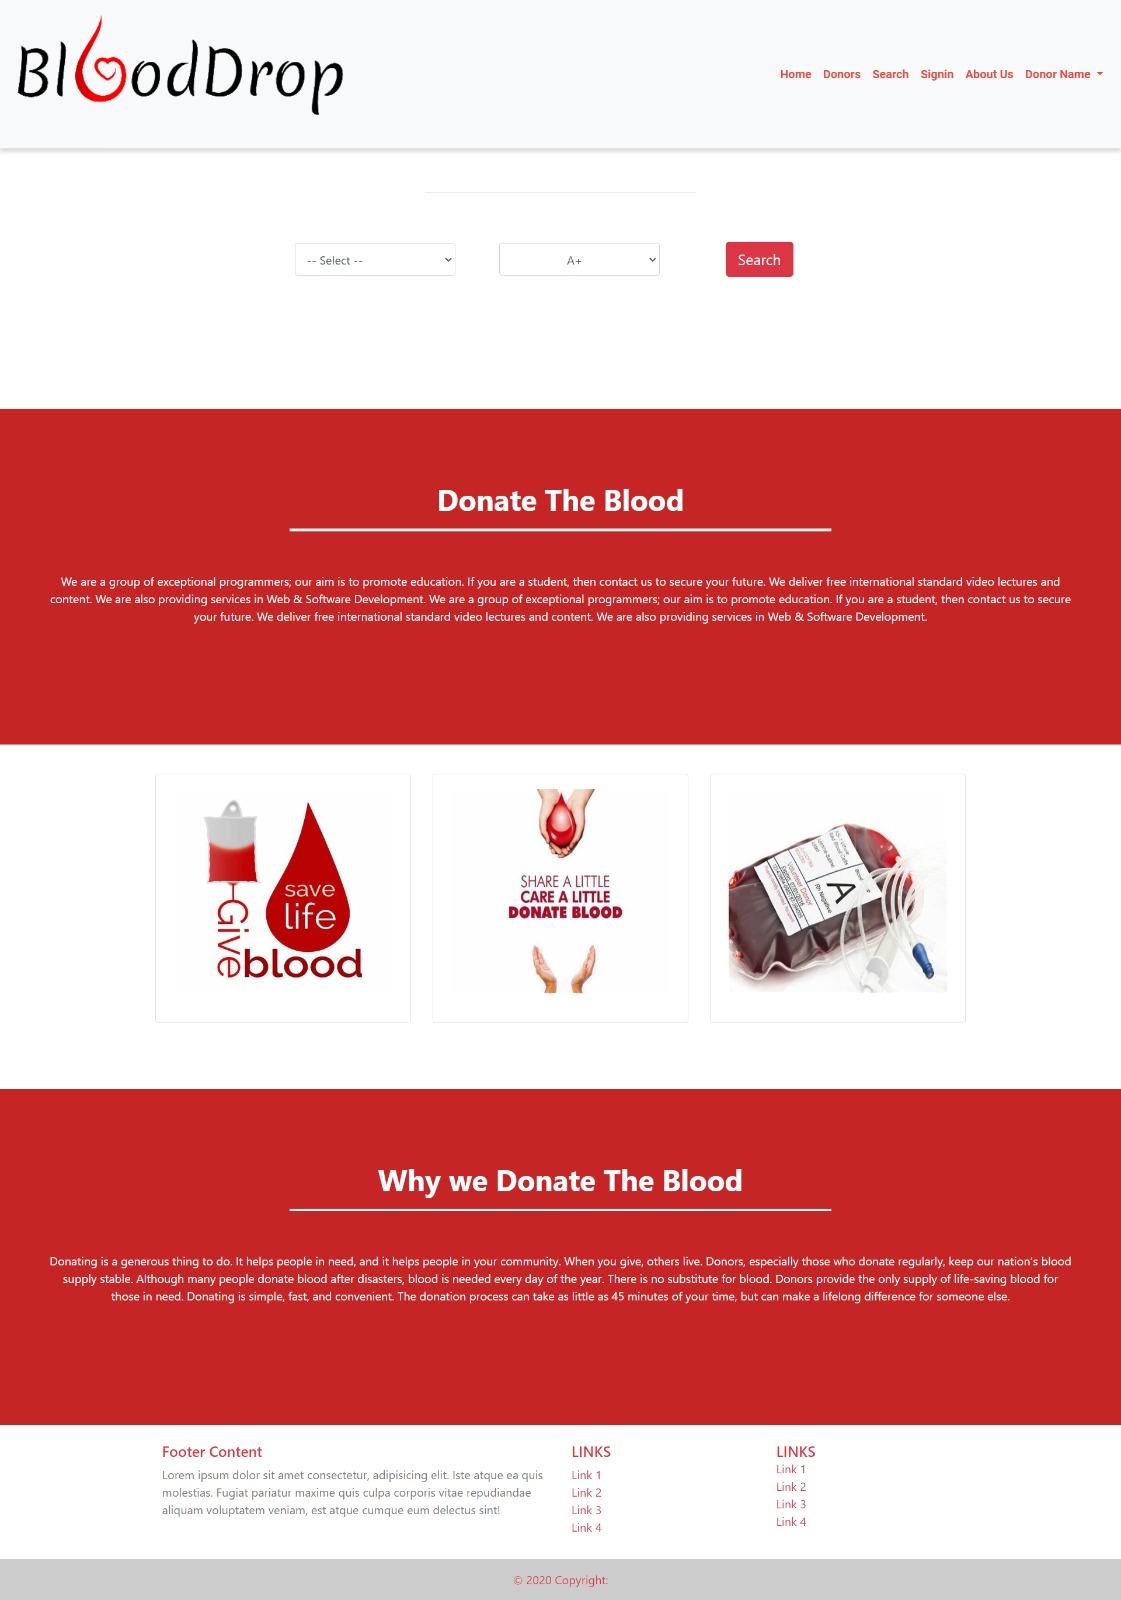 BloodDrop
Home Donors Search Signin About Us Donor Name
-- Select -- A+ Search
Donate The Blood
We are a group of exceptional programmers; our aim is to promote education. If you are a student, then contact us to secure your future. We deliver free international standard video lectures and
content. We are also providing services in Web & Software Development. We are a group of exceptional programmers; our aim is to promote education. If you are a student, then contact us to secure
your future. We deliver free international standard video lectures and content. We are also providing services in Web & Software Development.
save
life
Give
blood
SHARE A LITTLE
CARE A LITTLE
DONATE BLOOD
Volunteer Donor
A
Rh Negative
Why we Donate The Blood
Donating is a generous thing to do. It helps people in need, and it helps people in your community. When you give, others live. Donors, especially those who donate regularly, keep our nation's blood
supply stable. Although many people donate blood after disasters, blood is needed every day of the year. There is no substitute for blood. Donors provide the only supply of life-saving blood for
those in need. Donating is simple, fast, and convenient. The donation process can take as little as 45 minutes of your time, but can make a lifelong difference for someone else.
Footer Content
Lorem ipsum dolor sit amet consectetur, adipisicing elit. Iste atque ea quis
molestias. Fugiat pariatur maxime quis culpa corporis vitae repudiandae
aliquam voluptatem veniam, est atque cumque eum delectus sint!
LINKS
Link 1
Link 2
Link 3
Link 4
LINKS
Link 1
Link 2
Link 3
Link 4
© 2020 Copyright: